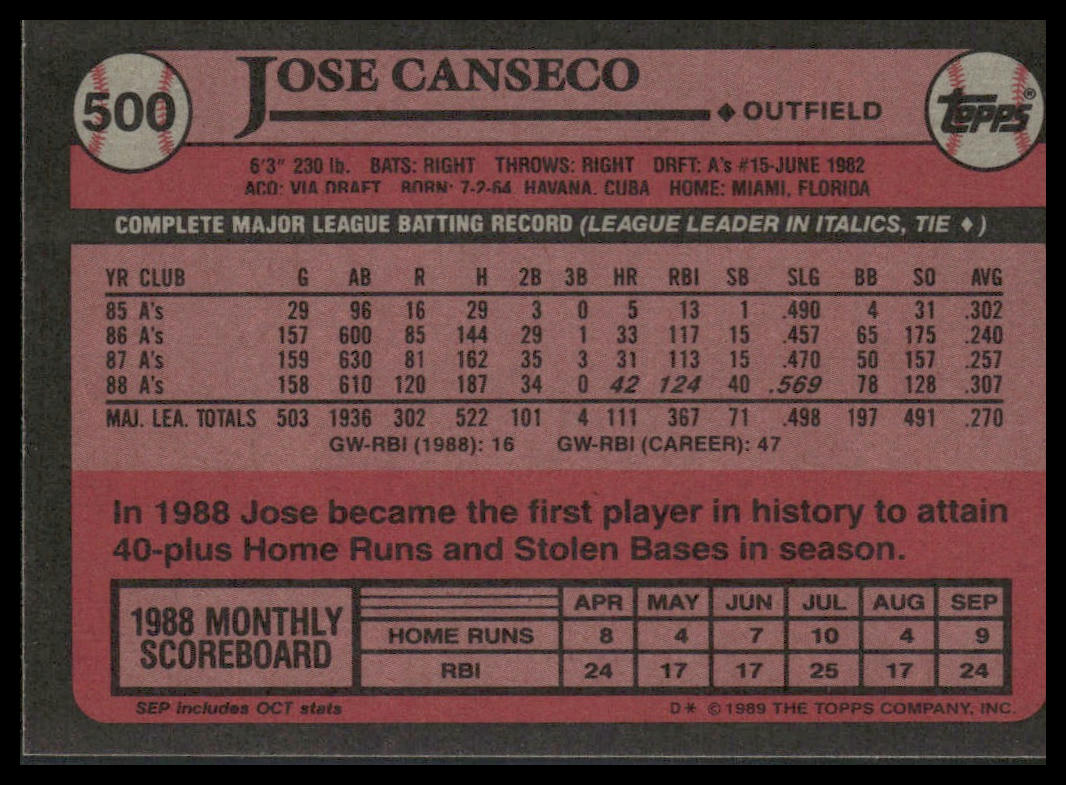 500
JOSE CANSECO
♦ OUTFIELD
TOPPS®
6'3" 230 lb. BATS: RIGHT THROWS: RIGHT DRFT: A's #15-JUNE 1982
ACQ: VIA DRAFT BORN: 7-2-64, HAVANA, CUBA HOME: MIAMI, FLORIDA
COMPLETE MAJOR LEAGUE BATTING RECORD (LEAGUE LEADER IN ITALICS, TIE ♦)
YR CLUB G AB R H 2B 3B HR RBI SB SLG BB SO AVG
85 A's 29 96 16 29 3 0 5 13 1 .490 4 31 .302
86 A's 157 600 85 144 29 1 33 117 15 .457 65 175 .240
87 A's 159 630 81 162 35 3 31 113 15 .470 50 157 .257
88 A's 158 610 120 187 34 0 42 124 40 .569 78 128 .307
MAJ. LEA. TOTALS 503 1936 302 522 101 4 111 367 71 .498 197 491 .270
GW-RBI (1988): 16 GW-RBI (CAREER): 47
In 1988 Jose became the first player in history to attain
40-plus Home Runs and Stolen Bases in season.
1988 MONTHLY
SCOREBOARD
APR MAY JUN JUL AUG SEP
HOME RUNS 8 4 7 10 4 9
RBI 24 17 17 25 17 24
SEP includes OCT stats
D* © 1989 THE TOPPS COMPANY, INC.